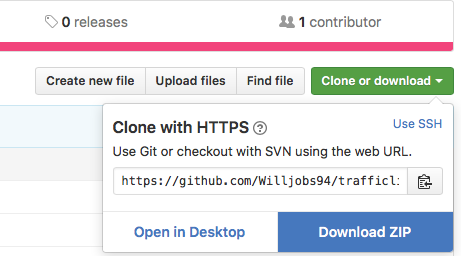 0 releases
1 contributor
Create new file
Upload files
Find file
Clone or download
Clone with HTTPS ?
Use SSH
Use Git or checkout with SVN using the web URL.
https://github.com/Willjobs94/trafficli
Open in Desktop
Download ZIP